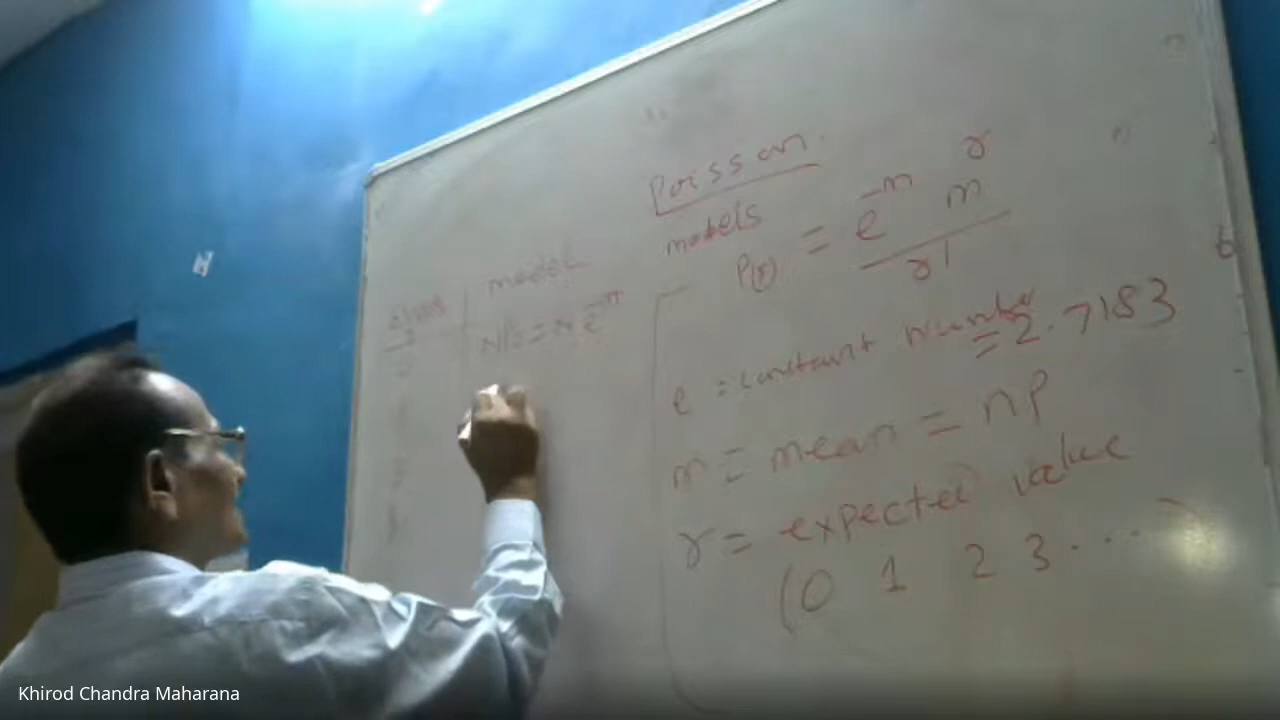 Poisson.
models
P(r) = e^-m m^r / r!
e = constant number
= 2.7183
m = mean = np
r = expected value
(0 1 2 3 ....)
model
Khirod Chandra Maharana